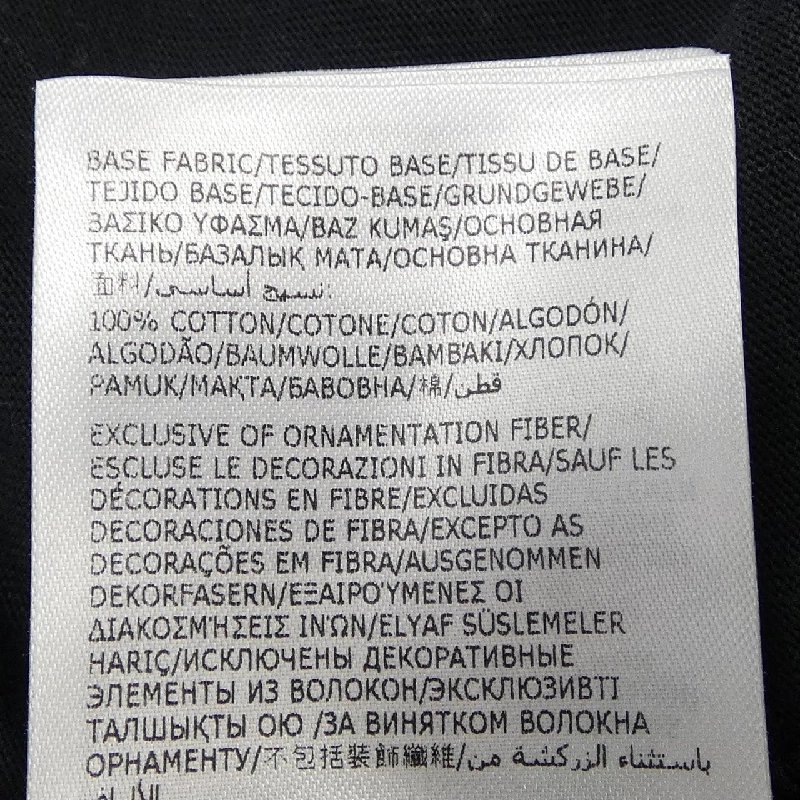 BASE FABRIC/TESSUTO BASE/TISSU DE BASE/
TEJIDO BASE/TECIDO-BASE/GRUNDGEWEBE/
ΒΑΣΙΚΟ ΥΦΑΣΜΑ/BAZ KUMAŞ/ОСНОВНАЯ
ТКАНЬ/БАЗАЛЫҚ МАТА/ОСНОВНА ТКАНИНА/
面料/نسيج أساسي:
100% COTTON/COTONE/COTON/ALGODÓN/
ALGODÃO/BAUMWOLLE/ΒΑΜΒΆΚΙ/ХЛОПОК/
PAMUK/МАҚТА/БАВОВНА/棉/قطن
EXCLUSIVE OF ORNAMENTATION FIBER/
ESCLUSE LE DECORAZIONI IN FIBRA/SAUF LES
DÉCORATIONS EN FIBRE/EXCLUIDAS
DECORACIONES DE FIBRA/EXCEPTO AS
DECORAÇÕES EM FIBRA/AUSGENOMMEN
DEKORFASERN/ΕΞΑΙΡΟΎΜΕΝΕΣ ΟΙ
ΔΙΑΚΟΣΜΉΣΕΙΣ ΙΝΏΝ/ELYAF SÜSLEMELER
HARIÇ/ИСКЛЮЧЕНЫ ДЕКОРАТИВНЫЕ
ЭЛЕМЕНТЫ ИЗ ВОЛОКОН/ЭКСКЛЮЗИВТІ
ТАЛШЫҚТЫ ОЮ /ЗА ВИНЯТКОМ ВОЛОКНА
ОРНАМЕНТУ/不包括裝飾纖維/باستثناء الزركشة من